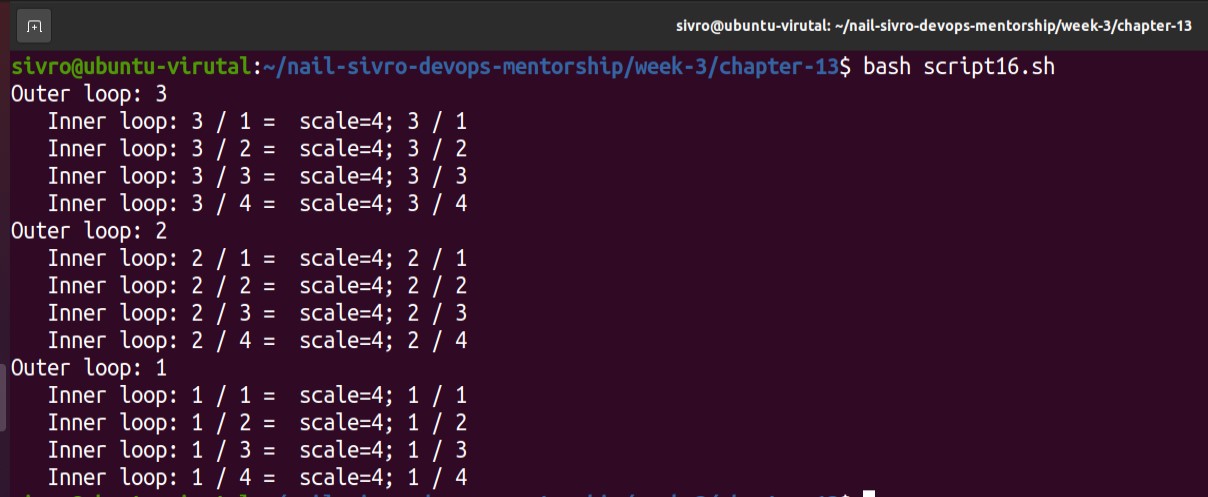 sivro@ubuntu-virutal: ~/nail-sivro-devops-mentorship/week-3/chapter-13
sivro@ubuntu-virutal:~/nail-sivro-devops-mentorship/week-3/chapter-13$ bash script16.sh
Outer loop: 3
   Inner loop: 3 / 1 =  scale=4; 3 / 1
   Inner loop: 3 / 2 =  scale=4; 3 / 2
   Inner loop: 3 / 3 =  scale=4; 3 / 3
   Inner loop: 3 / 4 =  scale=4; 3 / 4
Outer loop: 2
   Inner loop: 2 / 1 =  scale=4; 2 / 1
   Inner loop: 2 / 2 =  scale=4; 2 / 2
   Inner loop: 2 / 3 =  scale=4; 2 / 3
   Inner loop: 2 / 4 =  scale=4; 2 / 4
Outer loop: 1
   Inner loop: 1 / 1 =  scale=4; 1 / 1
   Inner loop: 1 / 2 =  scale=4; 1 / 2
   Inner loop: 1 / 3 =  scale=4; 1 / 3
   Inner loop: 1 / 4 =  scale=4; 1 / 4